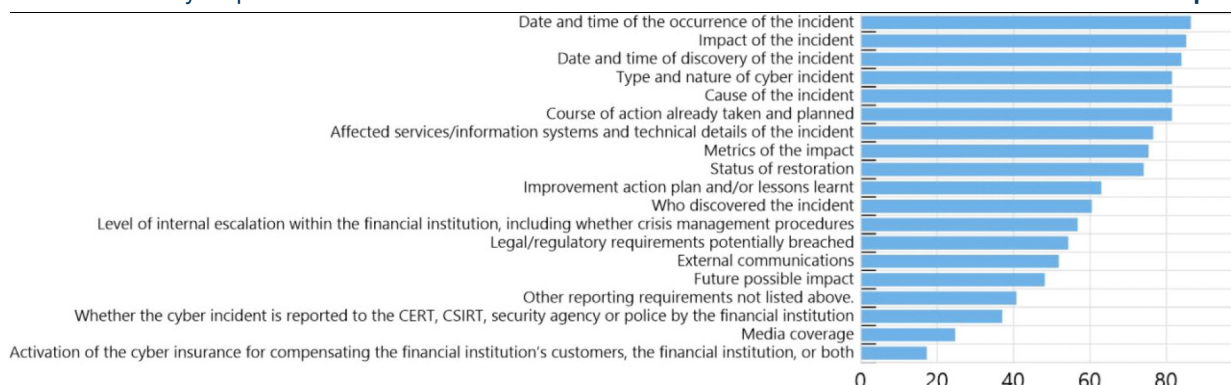 Date and time of the occurrence of the incident
Impact of the incident
Date and time of discovery of the incident
Type and nature of cyber incident
Cause of the incident
Course of action already taken and planned
Affected services/information systems and technical details of the incident
Metrics of the impact
Status of restoration
Improvement action plan and/or lessons learnt
Who discovered the incident
Level of internal escalation within the financial institution, including whether crisis management procedures
Legal/regulatory requirements potentially breached
External communications
Future possible impact
Other reporting requirements not listed above.
Whether the cyber incident is reported to the CERT, CSIRT, security agency or police by the financial institution
Media coverage
Activation of the cyber insurance for compensating the financial institution's customers, the financial institution, or both
0 20 40 60 80